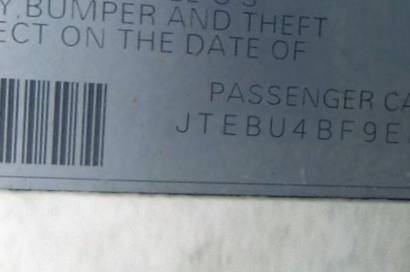 Y, BUMPER AND THEFT
ECT ON THE DATE OF
PASSENGER CA
JTEBU4BF9E